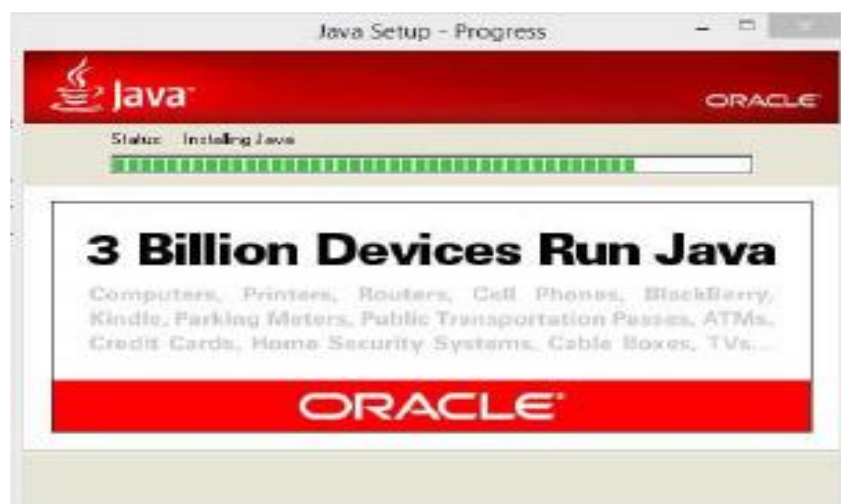 Java Setup - Progress
Java
ORACLE
Status: Installing Java
3 Billion Devices Run Java
Computers, Printers, Routers, Cell Phones, BlackBerry,
Kindle, Parking Meters, Public Transportation Passes, ATMs,
Credit Cards, Home Security Systems, Cable Boxes, TVs...
ORACLE